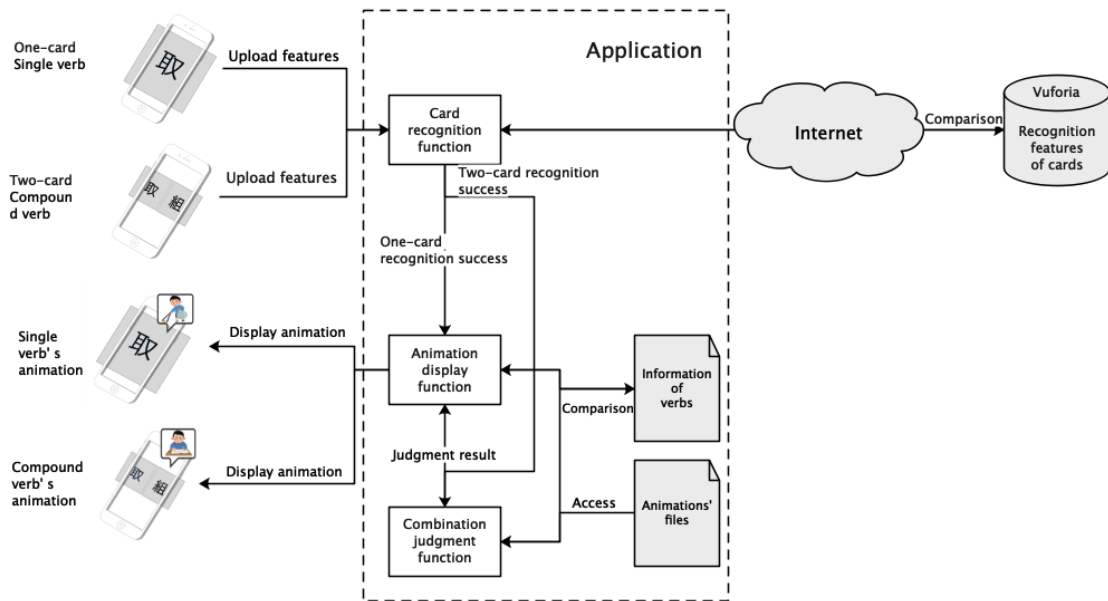 One-card
Single verb
取
Upload features
Two-card
Compoun
d verb
取 組
Upload features
Application
Card
recognition
function
Internet
Comparison
Vuforia
Recognition
features
of cards
Two-card recognition
success
One-card
recognition success
Single
verb' s
animation
取
Display animation
Animation
display
function
Information
of
verbs
Comparison
Compound
verb' s
animation
取 組
Display animation
Judgment result
Combination
judgment
function
Access
Animations'
files